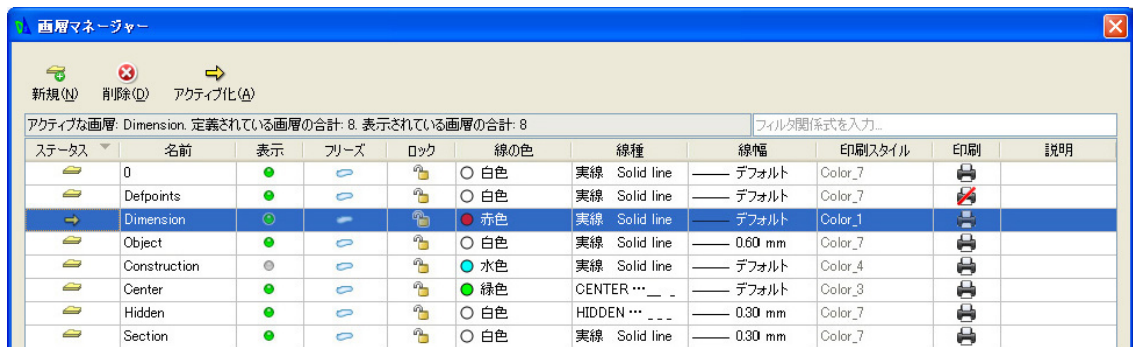 画層マネージャー
新規(N) 削除(D) アクティブ化(A)
アクティブな画層: Dimension. 定義されている画層の合計: 8. 表示されている画層の合計: 8 フィルタ関係式を入力...
ステータス 名前 表示 フリーズ ロック 線の色 線種 線幅 印刷スタイル 印刷 説明
0 白色 実線 Solid line デフォルト Color_7
Defpoints 白色 実線 Solid line デフォルト Color_7
Dimension 赤色 実線 Solid line デフォルト Color_1
Object 白色 実線 Solid line 0.60 mm Color_7
Construction 水色 実線 Solid line デフォルト Color_4
Center 緑色 CENTER … デフォルト Color_3
Hidden 白色 HIDDEN … 0.30 mm Color_7
Section 白色 実線 Solid line 0.30 mm Color_7